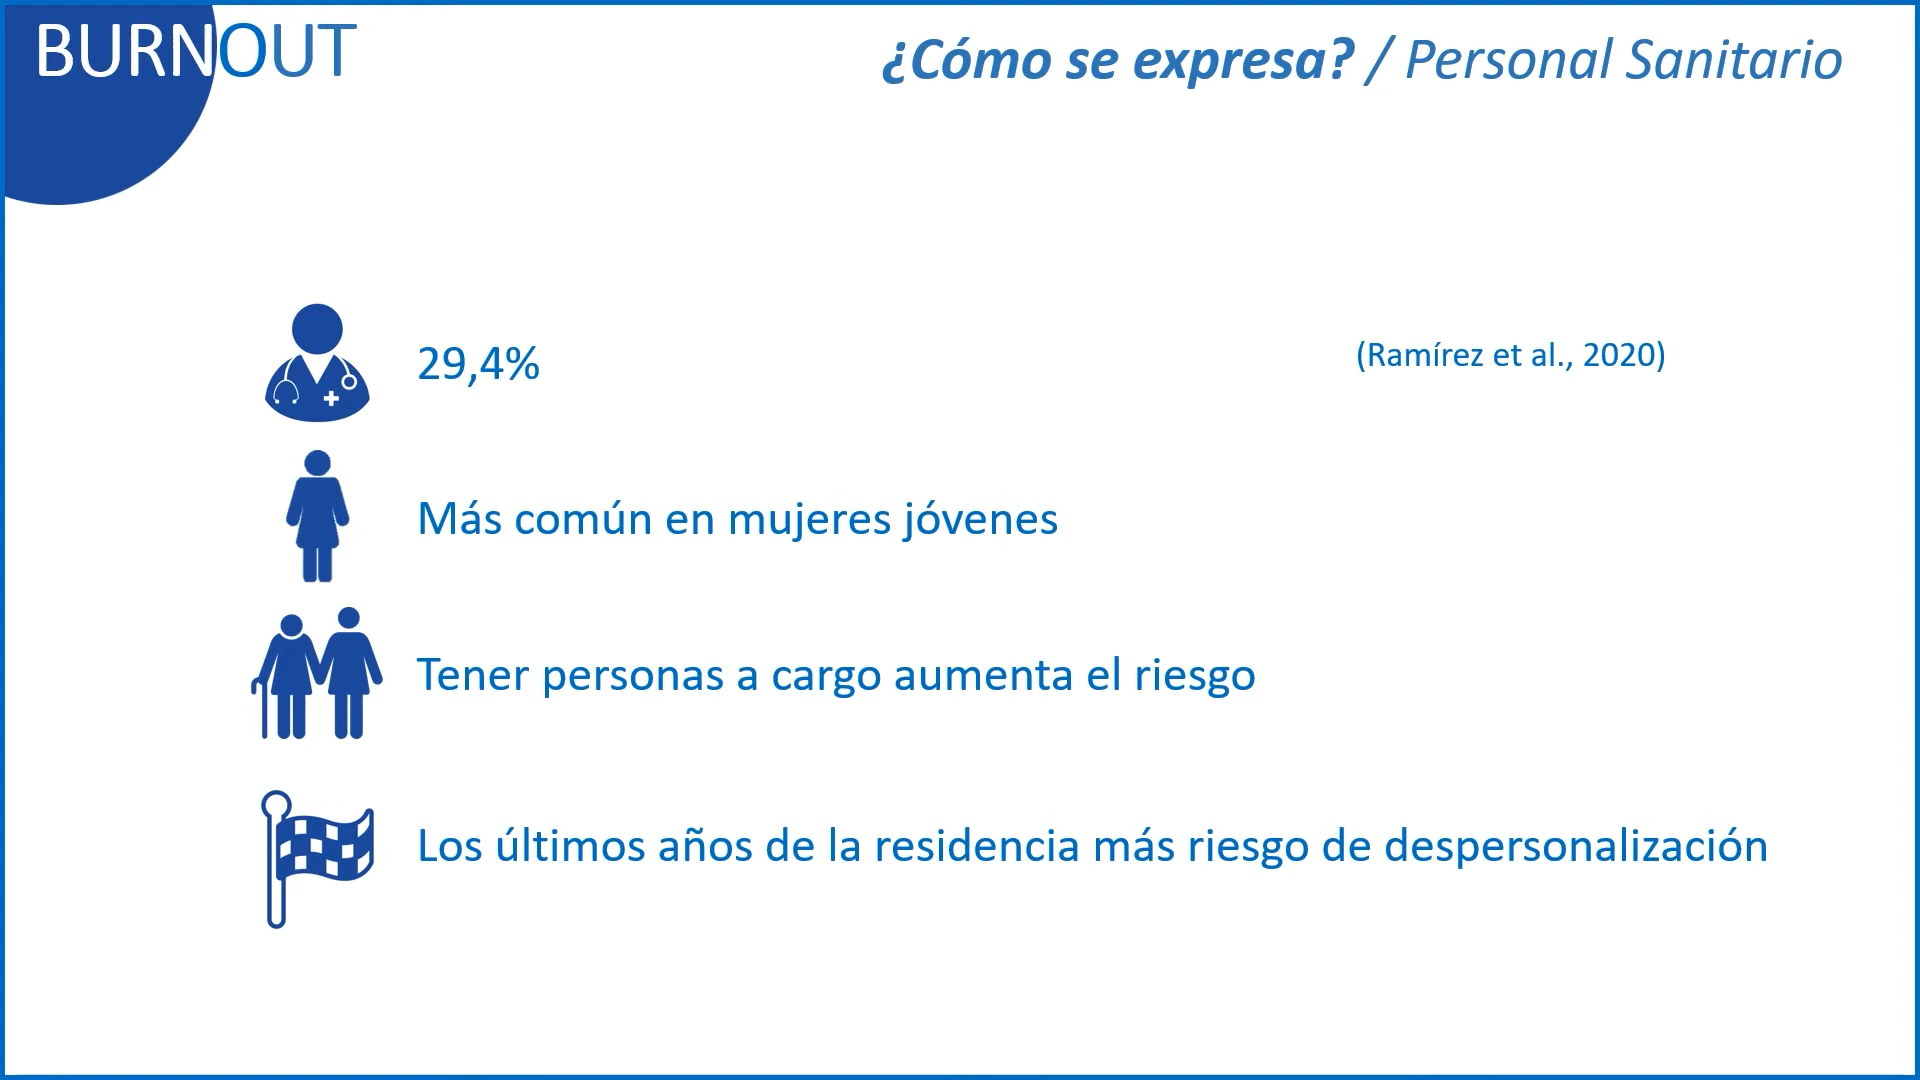 BURNOUT
¿Cómo se expresa? / Personal Sanitario
29,4%
(Ramírez et al., 2020)
Más común en mujeres jóvenes
Tener personas a cargo aumenta el riesgo
Los últimos años de la residencia más riesgo de despersonalización